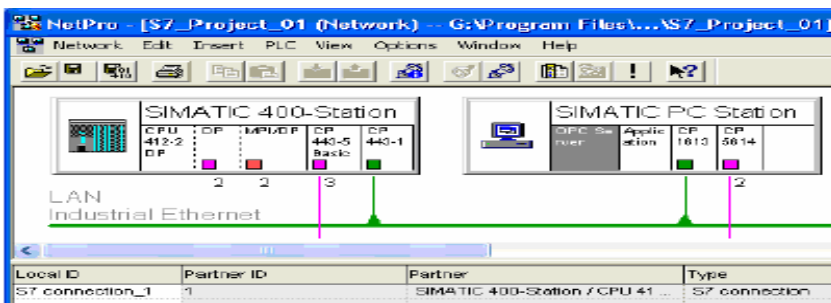 NetPro - [S7_Project_01 (Network) -- G:\Program Files\...\S7_Project_01]
Network Edit Insert PLC View Options Window Help
SIMATIC 400-Station
CPU 412-2 DP
DP
MPI/DP
CP 443-5 Basic
CP 443-1
2 2 3
SIMATIC PC Station
OPC Server
Application
CP 1613
CP 5614
2
LAN
Industrial Ethernet
Local ID Partner ID Partner Type
S7 connection_1 1 SIMATIC 400-Station / CPU 41 ... S7 connection